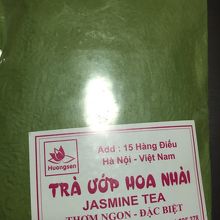 Huongsen
Add : 15 Hàng Điếu
Hà Nội - Việt Nam
TRÀ ƯỚP HOA NHÀI
JASMINE TEA
THƠM NGON - ĐẶC BIỆT